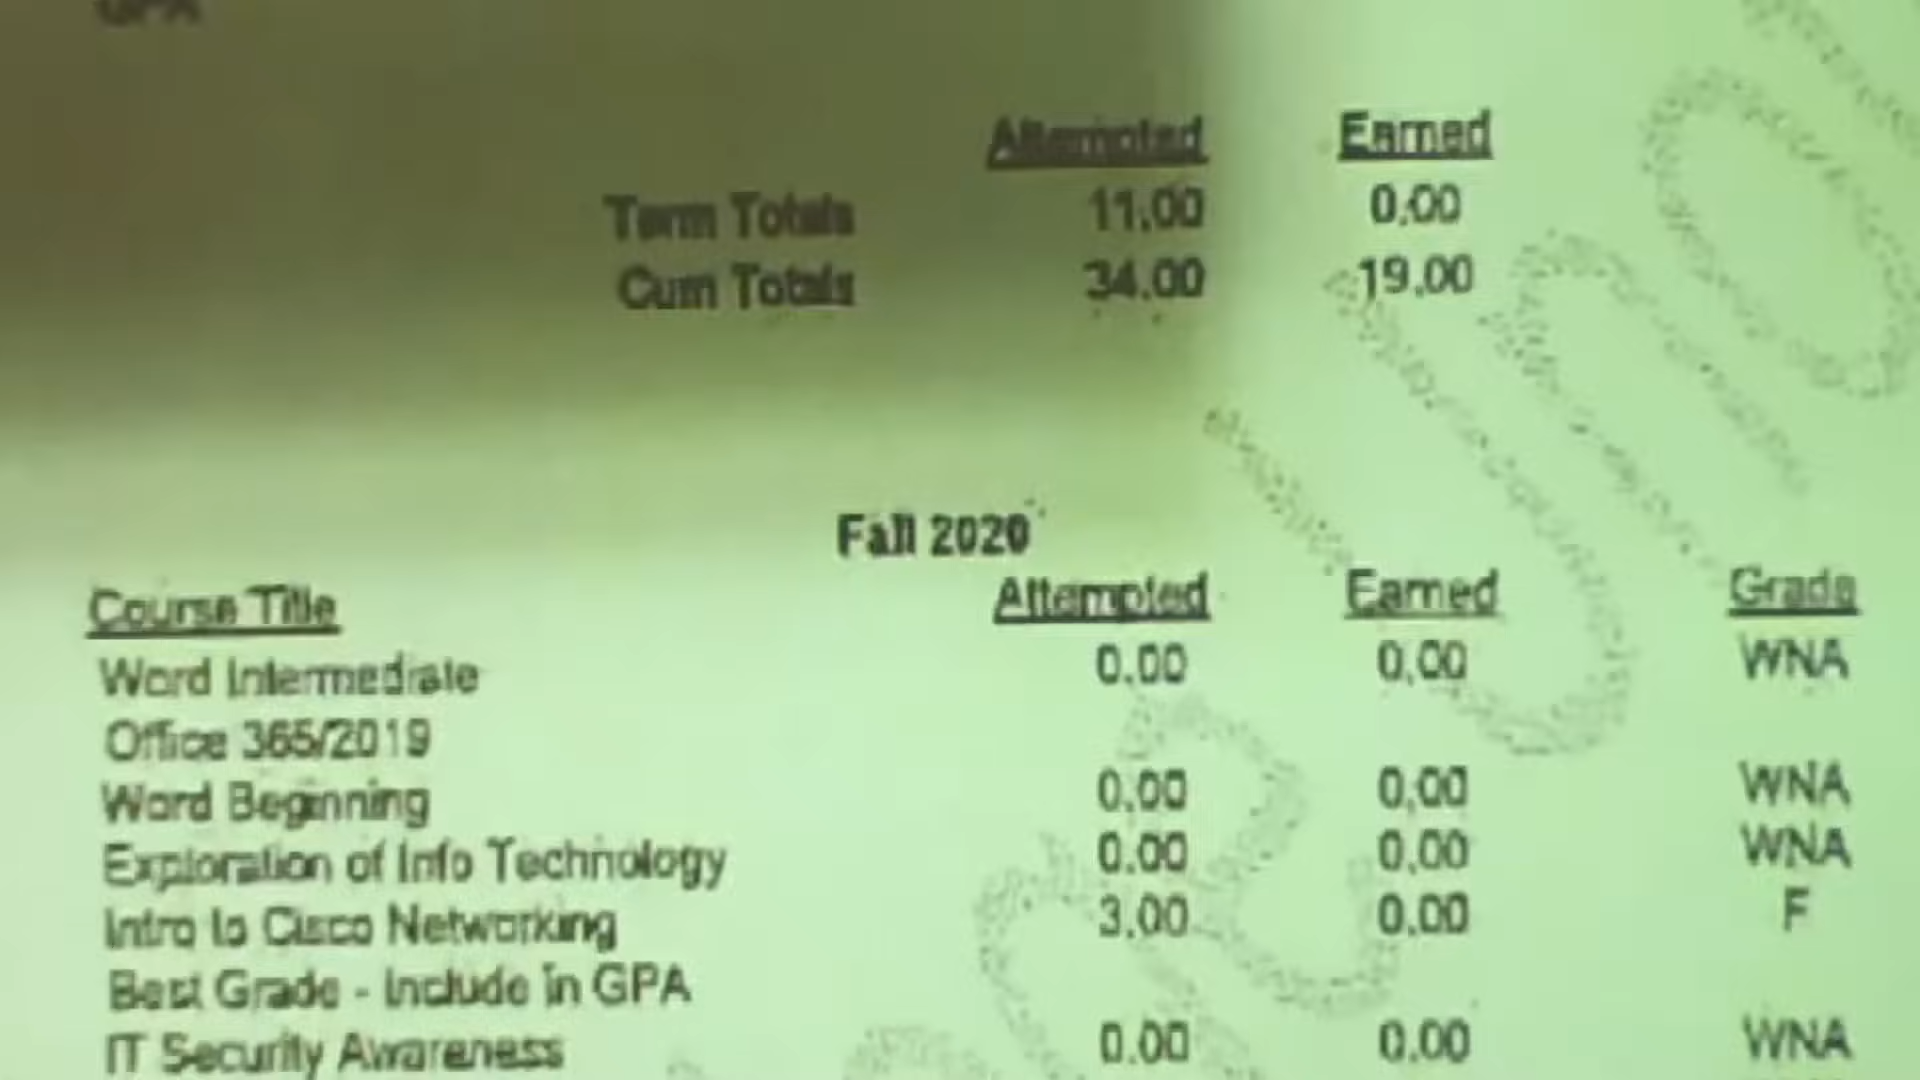 GPA
Attempted Earned
Term Totals 11.00 0.00
Cum Totals 34.00 19.00
Fall 2020
Course Title Attempted Earned Grade
Word Intermediate 0.00 0.00 WNA
Office 365/2019
Word Beginning 0.00 0.00 WNA
Exploration of Info Technology 0.00 0.00 WNA
Intro to Cisco Networking 3.00 0.00 F
Best Grade - Include in GPA
IT Security Awareness 0.00 0.00 WNA